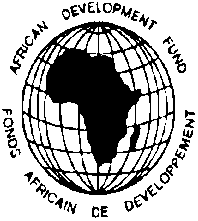 AFRICAN DEVELOPMENT FUND
FONDS AFRICAIN DE DEVELOPPEMENT